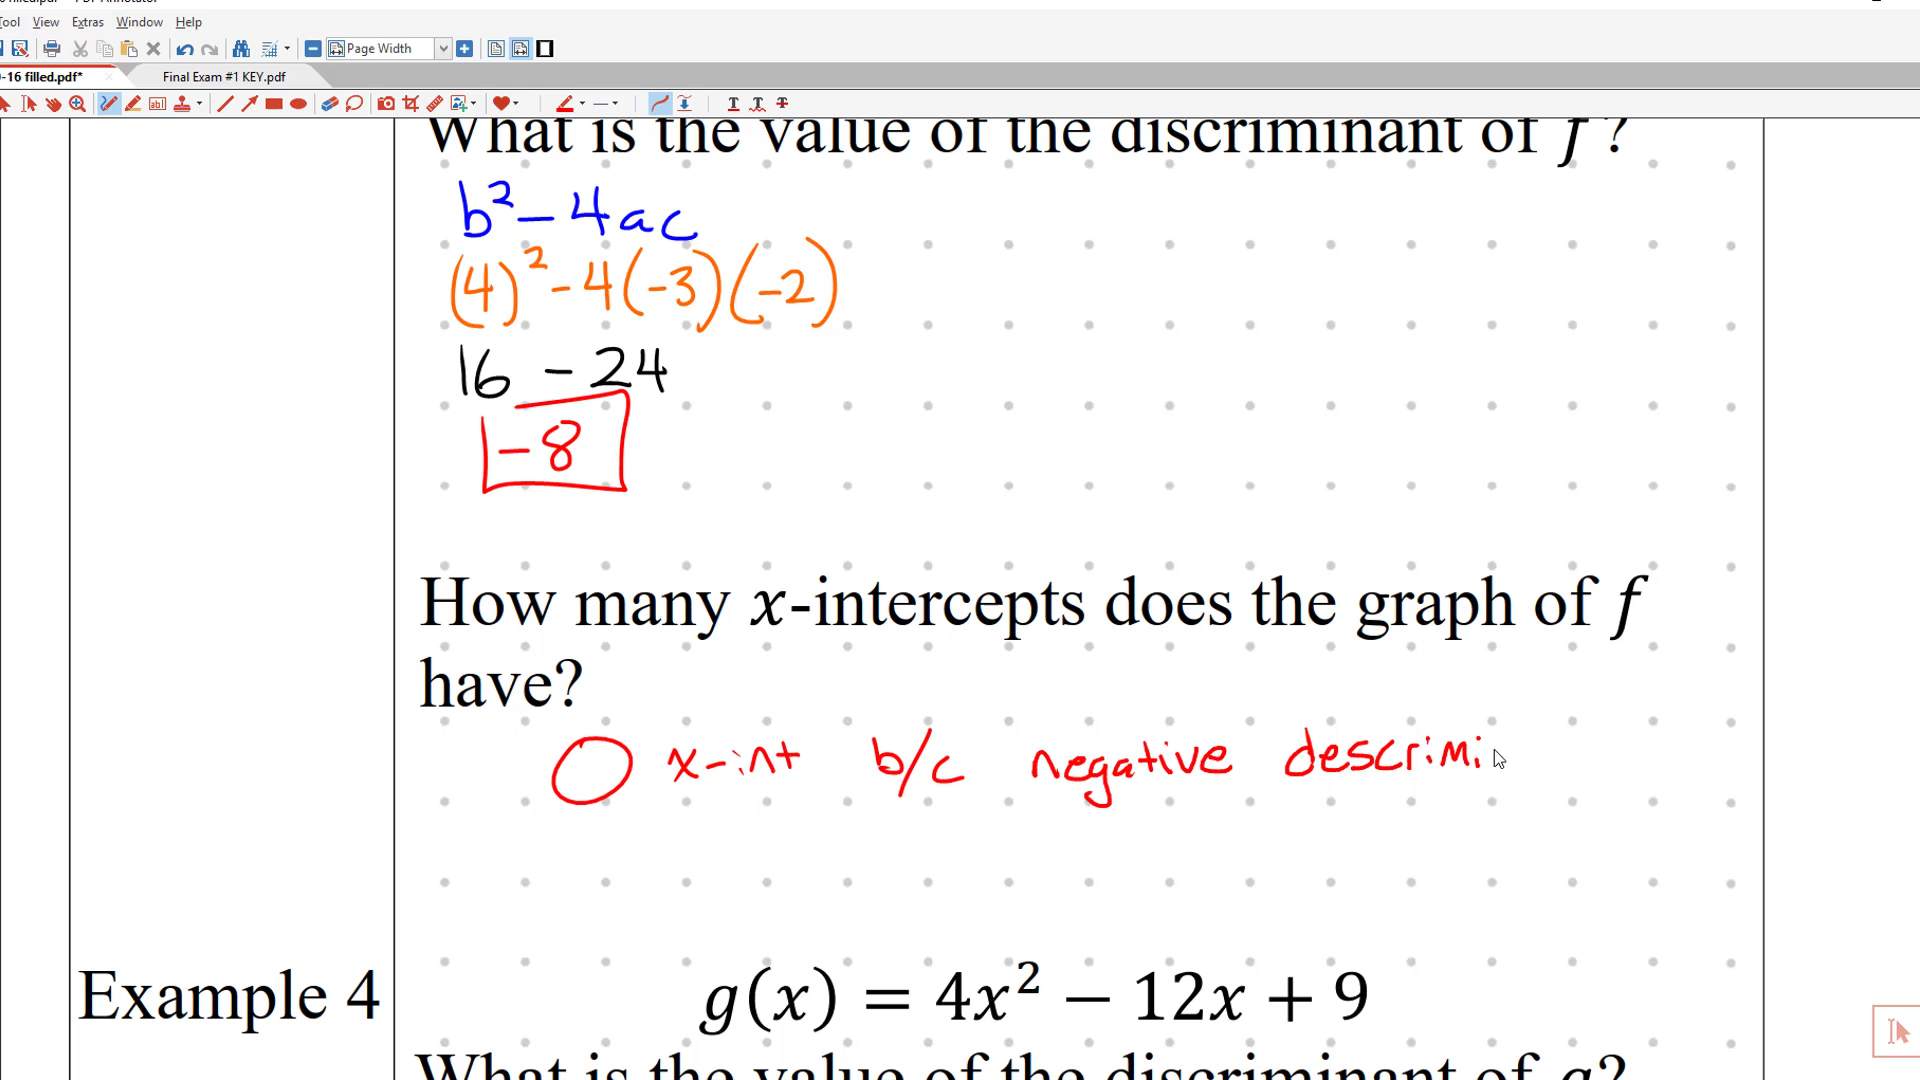 Tool View Extras Window Help
Page Width
-16 filled.pdf* Final Exam #1 KEY.pdf
What is the value of the discriminant of f?
b² – 4ac
(4)² – 4(–3)(–2)
16 – 24
–8
How many x-intercepts does the graph of f
have?
0 x-int b/c negative descrimi
Example 4
g(x) = 4x² − 12x + 9
What is the value of the discriminant of g?